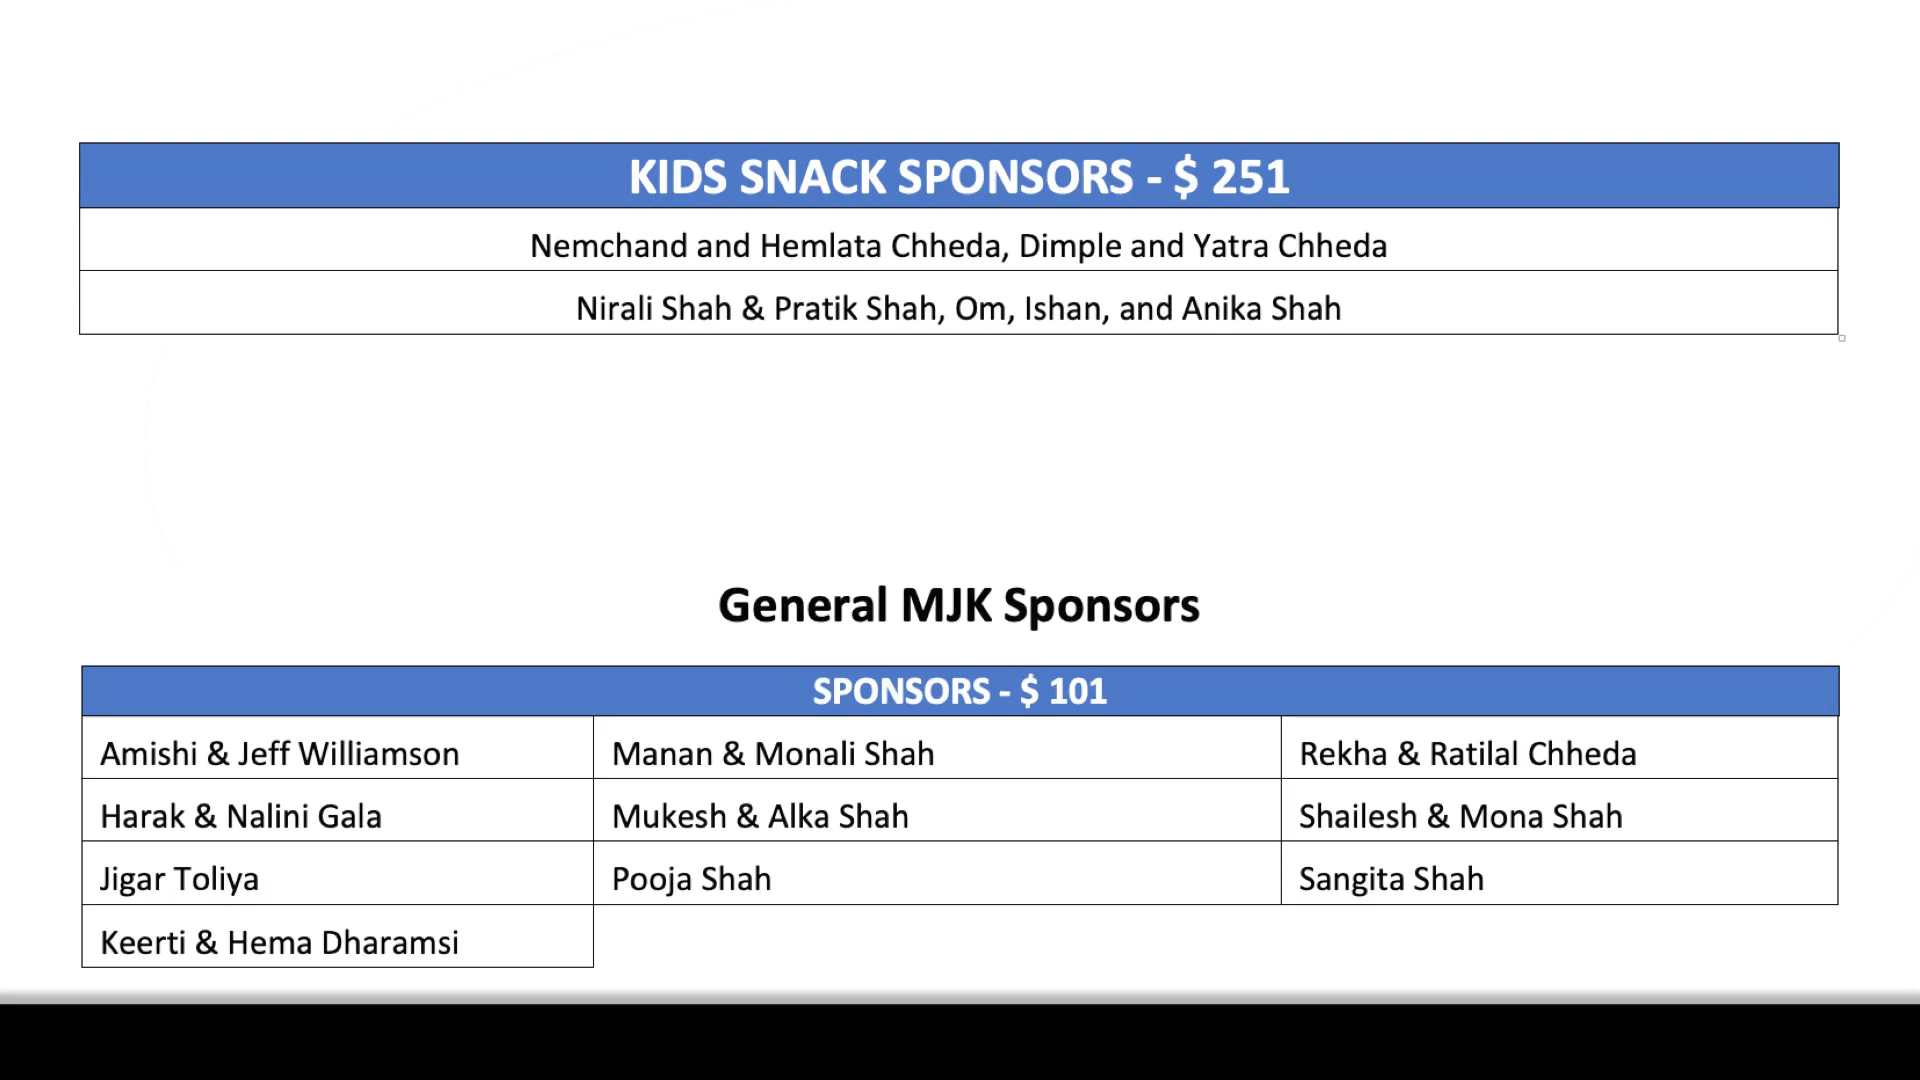 KIDS SNACK SPONSORS - $ 251
Nemchand and Hemlata Chheda, Dimple and Yatra Chheda
Nirali Shah & Pratik Shah, Om, Ishan, and Anika Shah
General MJK Sponsors
SPONSORS - $ 101
Amishi & Jeff Williamson
Manan & Monali Shah
Rekha & Ratilal Chheda
Harak & Nalini Gala
Mukesh & Alka Shah
Shailesh & Mona Shah
Jigar Toliya
Pooja Shah
Sangita Shah
Keerti & Hema Dharamsi